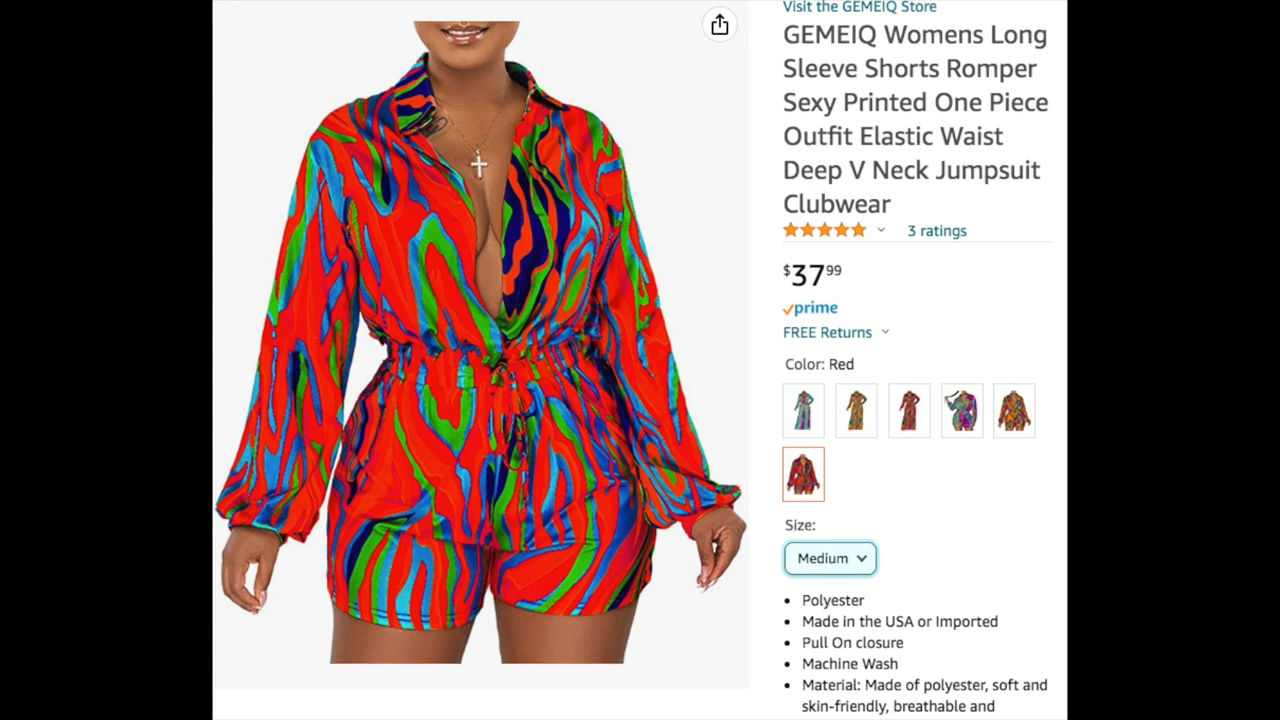 Visit the GEMEIQ Store
GEMEIQ Womens Long
Sleeve Shorts Romper
Sexy Printed One Piece
Outfit Elastic Waist
Deep V Neck Jumpsuit
Clubwear
3 ratings
$37.99
prime
FREE Returns
Color: Red
Size:
Medium
• Polyester
• Made in the USA or Imported
• Pull On closure
• Machine Wash
• Material: Made of polyester, soft and
skin-friendly, breathable and